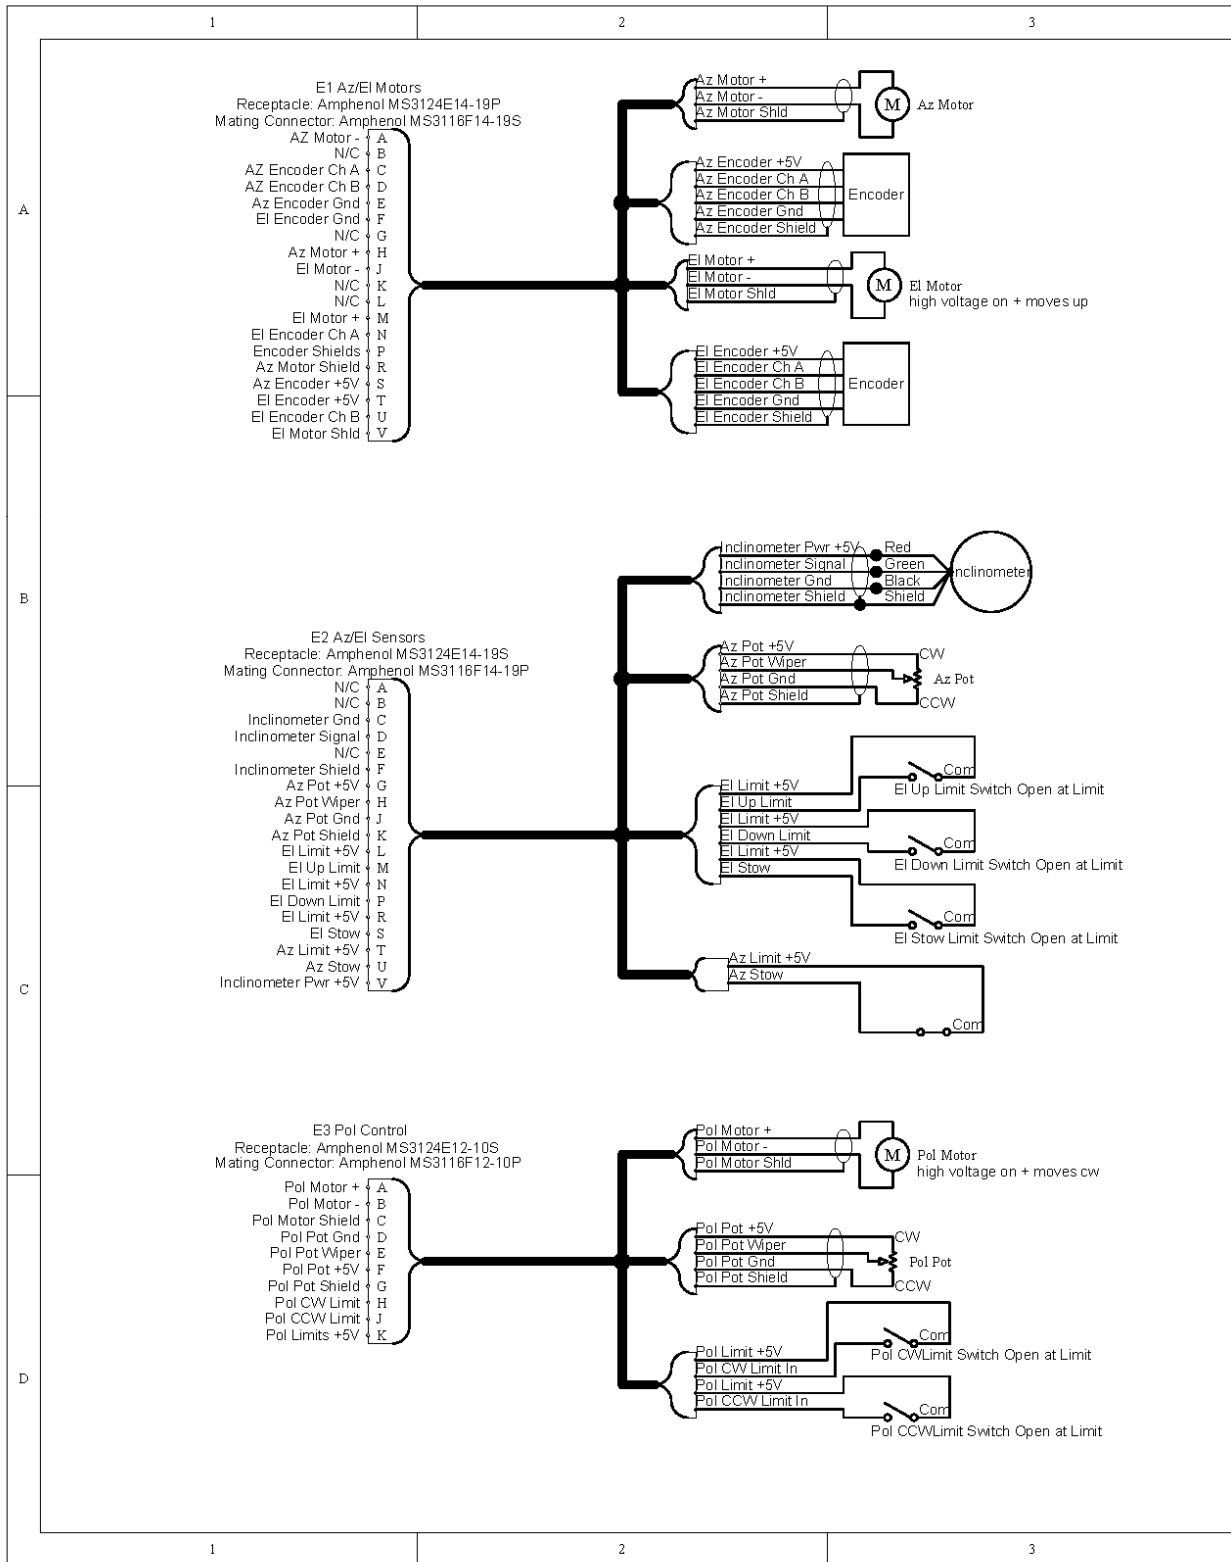 1 2 3
E1 Az/El Motors
Receptacle: Amphenol MS3124E14-19P
Mating Connector: Amphenol MS3116F14-19S
AZ Motor - A
N/C B
AZ Encoder Ch A C
AZ Encoder Ch B D
Az Encoder Gnd E
El Encoder Gnd F
N/C G
Az Motor + H
El Motor - J
N/C K
N/C L
El Motor + M
El Encoder Ch A N
Encoder Shields P
Az Motor Shield R
Az Encoder +5V S
El Encoder +5V T
El Encoder Ch B U
El Motor Shld V
Az Motor +
Az Motor -
Az Motor Shld
M Az Motor
Az Encoder +5V
Az Encoder Ch A
Az Encoder Ch B
Az Encoder Gnd
Az Encoder Shield
Encoder
El Motor +
El Motor -
El Motor Shld
M El Motor
high voltage on + moves up
El Encoder +5V
El Encoder Ch A
El Encoder Ch B
El Encoder Gnd
El Encoder Shield
Encoder
A
B
E2 Az/El Sensors
Receptacle: Amphenol MS3124E14-19S
Mating Connector: Amphenol MS3116F14-19P
N/C A
N/C B
Inclinometer Gnd C
Inclinometer Signal D
N/C E
Inclinometer Shield F
Az Pot +5V G
Az Pot Wiper H
Az Pot Gnd J
Az Pot Shield K
El Limit +5V L
El Up Limit M
El Limit +5V N
El Down Limit P
El Limit +5V R
El Stow S
Az Limit +5V T
Az Stow U
Inclinometer Pwr +5V V
Inclinometer Pwr +5V Red
Inclinometer Signal Green
Inclinometer Gnd Black
Inclinometer Shield Shield
Inclinometer
Az Pot +5V
Az Pot Wiper
Az Pot Gnd
Az Pot Shield
CW
Az Pot
CCW
El Limit +5V
El Up Limit
El Limit +5V
El Down Limit
El Limit +5V
El Stow
Com
El Up Limit Switch Open at Limit
Com
El Down Limit Switch Open at Limit
Com
El Stow Limit Switch Open at Limit
Az Limit +5V
Az Stow
Com
C
E3 Pol Control
Receptacle: Amphenol MS3124E12-10S
Mating Connector: Amphenol MS3116F12-10P
Pol Motor + A
Pol Motor - B
Pol Motor Shield C
Pol Pot Gnd D
Pol Pot Wiper E
Pol Pot +5V F
Pol Pot Shield G
Pol CW Limit H
Pol CCW Limit J
Pol Limits +5V K
Pol Motor +
Pol Motor -
Pol Motor Shld
M Pol Motor
high voltage on + moves cw
Pol Pot +5V
Pol Pot Wiper
Pol Pot Gnd
Pol Pot Shield
CW
Pol Pot
CCW
Pol Limit +5V
Pol CW Limit In
Pol Limit +5V
Pol CCW Limit In
Com
Pol CWLimit Switch Open at Limit
Com
Pol CCWLimit Switch Open at Limit
D
1 2 3